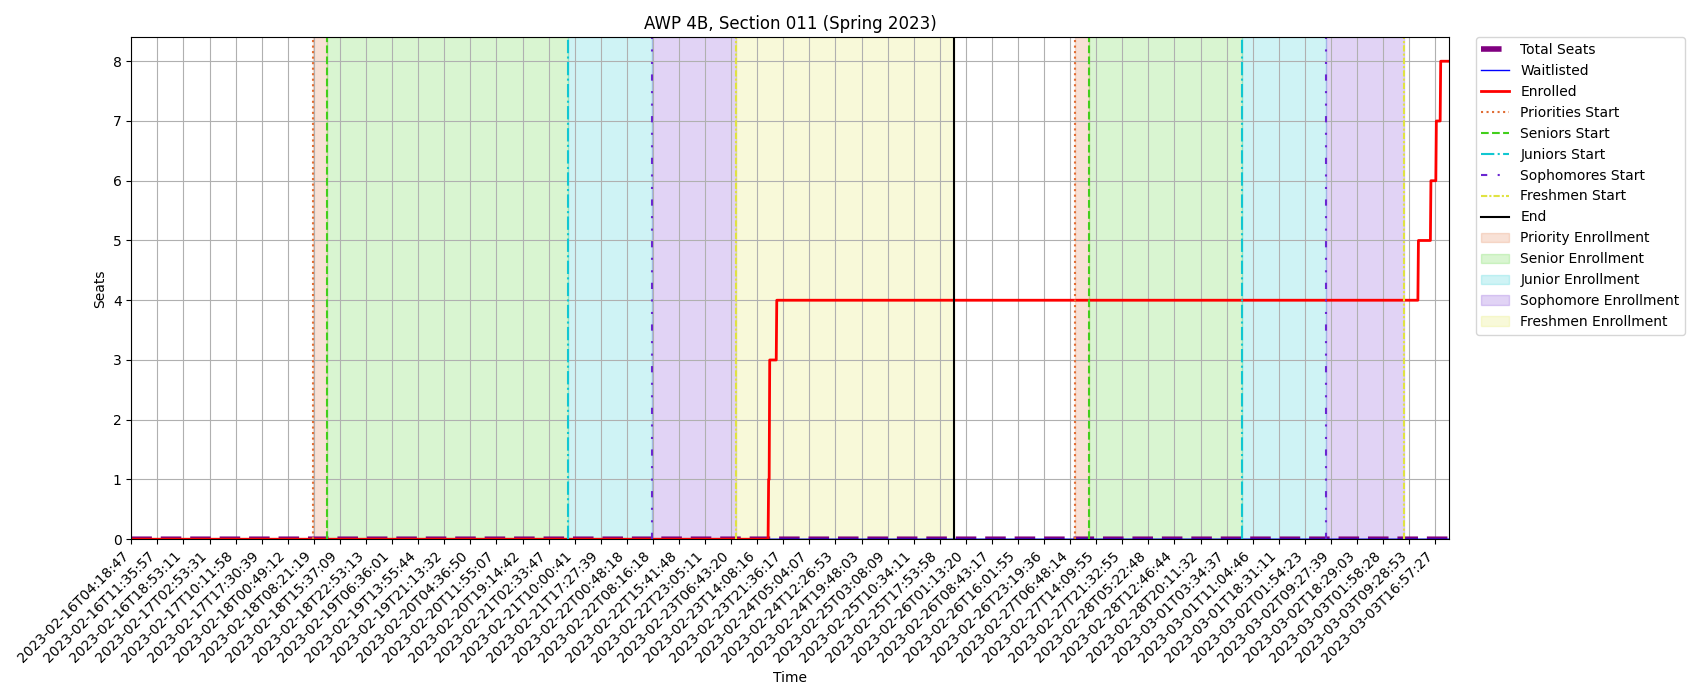 AWP 4B, Section 011 (Spring 2023)
Seats
8
7
6
5
4
3
2
1
0
2023-02-16T04:18:47
2023-02-16T11:35:57
2023-02-16T18:53:11
2023-02-17T02:53:31
2023-02-17T10:11:58
2023-02-17T17:30:39
2023-02-18T00:49:12
2023-02-18T08:21:19
2023-02-18T15:37:09
2023-02-18T22:53:13
2023-02-19T06:36:01
2023-02-19T13:55:44
2023-02-19T21:13:32
2023-02-20T04:36:50
2023-02-20T11:55:07
2023-02-20T19:14:42
2023-02-21T02:33:47
2023-02-21T10:00:41
2023-02-21T17:27:39
2023-02-22T00:48:18
2023-02-22T08:16:18
2023-02-22T15:41:48
2023-02-22T23:05:11
2023-02-23T06:43:20
2023-02-23T14:08:16
2023-02-23T21:36:17
2023-02-24T05:04:07
2023-02-24T12:26:53
2023-02-24T19:48:03
2023-02-25T03:08:09
2023-02-25T10:34:11
2023-02-25T17:53:58
2023-02-26T01:13:20
2023-02-26T08:43:17
2023-02-26T16:01:55
2023-02-26T23:19:36
2023-02-27T06:48:14
2023-02-27T14:09:55
2023-02-27T21:32:55
2023-02-28T05:22:48
2023-02-28T12:46:44
2023-02-28T20:11:32
2023-03-01T03:34:37
2023-03-01T11:04:46
2023-03-01T18:31:11
2023-03-02T01:54:23
2023-03-02T09:27:39
2023-03-02T18:29:03
2023-03-03T01:58:28
2023-03-03T09:28:53
2023-03-03T16:57:27
Time
Total Seats
Waitlisted
Enrolled
Priorities Start
Seniors Start
Juniors Start
Sophomores Start
Freshmen Start
End
Priority Enrollment
Senior Enrollment
Junior Enrollment
Sophomore Enrollment
Freshmen Enrollment